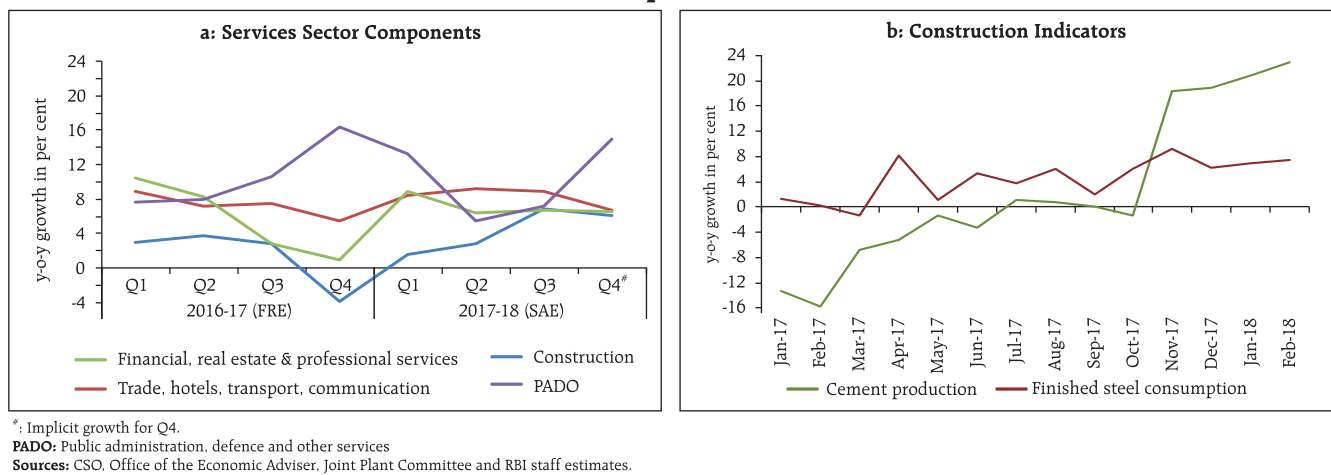 a: Services Sector Components
y-o-y growth in per cent
24
20
16
12
8
4
0
-4
Q1 Q2 Q3 Q4 Q1 Q2 Q3 Q4#
2016-17 (FRE) 2017-18 (SAE)
Financial, real estate & professional services
Construction
Trade, hotels, transport, communication
PADO
b: Construction Indicators
y-o-y growth in per cent
24
20
16
12
8
4
0
-4
-8
-12
-16
Jan-17
Feb-17
Mar-17
Apr-17
May-17
Jun-17
Jul-17
Aug-17
Sep-17
Oct-17
Nov-17
Dec-17
Jan-18
Feb-18
Cement production
Finished steel consumption
#: Implicit growth for Q4.
PADO: Public administration, defence and other services
Sources: CSO, Office of the Economic Adviser, Joint Plant Committee and RBI staff estimates.